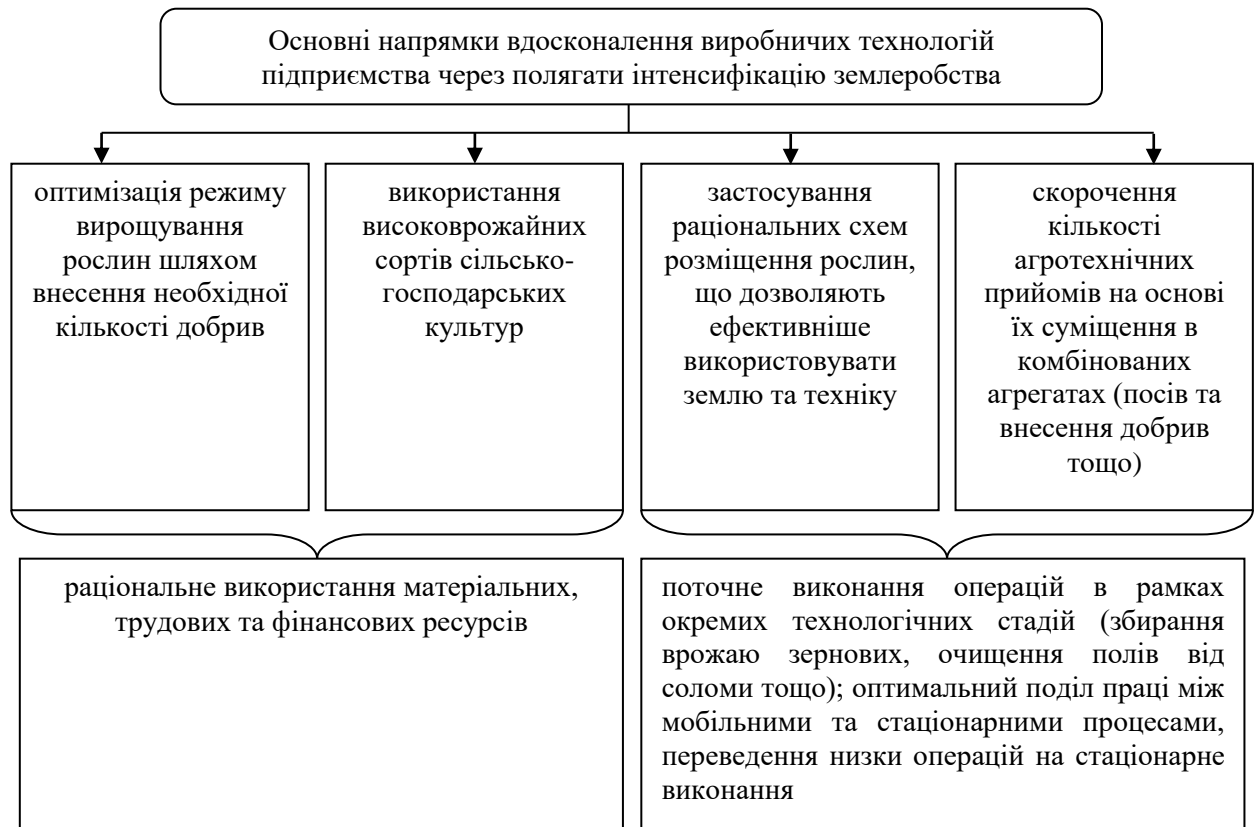 Основні напрямки вдосконалення виробничих технологій
підприємства через полягати інтенсифікацію землеробства
оптимізація режиму
вирощування
рослин шляхом
внесення необхідної
кількості добрив
використання
високоврожайних
сортів сільсько-
господарських
культур
застосування
раціональних схем
розміщення рослин,
що дозволяють
ефективніше
використовувати
землю та техніку
скорочення
кількості
агротехнічних
прийомів на основі
їх суміщення в
комбінованих
агрегатах (посів та
внесення добрив
тощо)
раціональне використання матеріальних,
трудових та фінансових ресурсів
поточне виконання операцій в рамках
окремих технологічних стадій (збирання
врожаю зернових, очищення полів від
соломи тощо); оптимальний поділ праці між
мобільними та стаціонарними процесами,
переведення низки операцій на стаціонарне
виконання